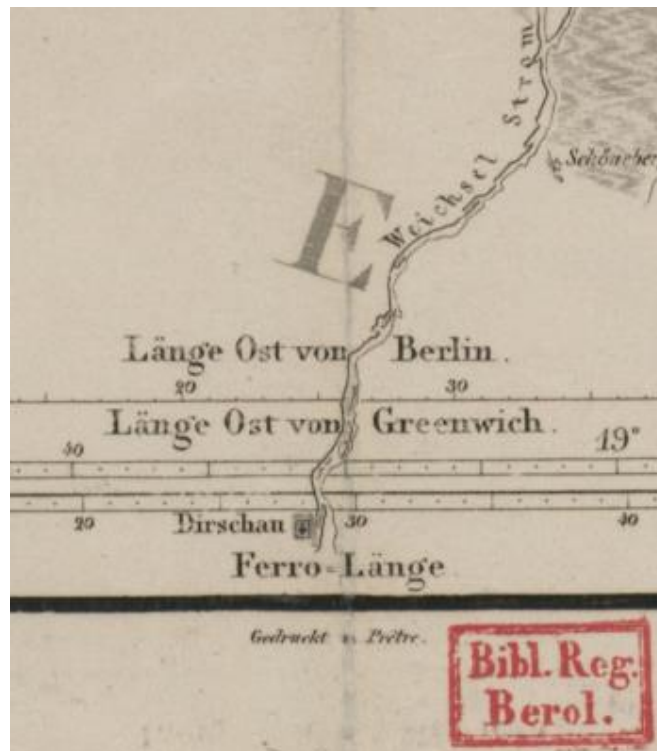 Weichsel Strom
E
Länge Ost von Berlin.
20 30
Länge Ost von Greenwich.
40 19°
20 30 40
Dirschau
Ferro-Länge
Gedruckt Prêtre.
Bibl. Reg.
Berol.